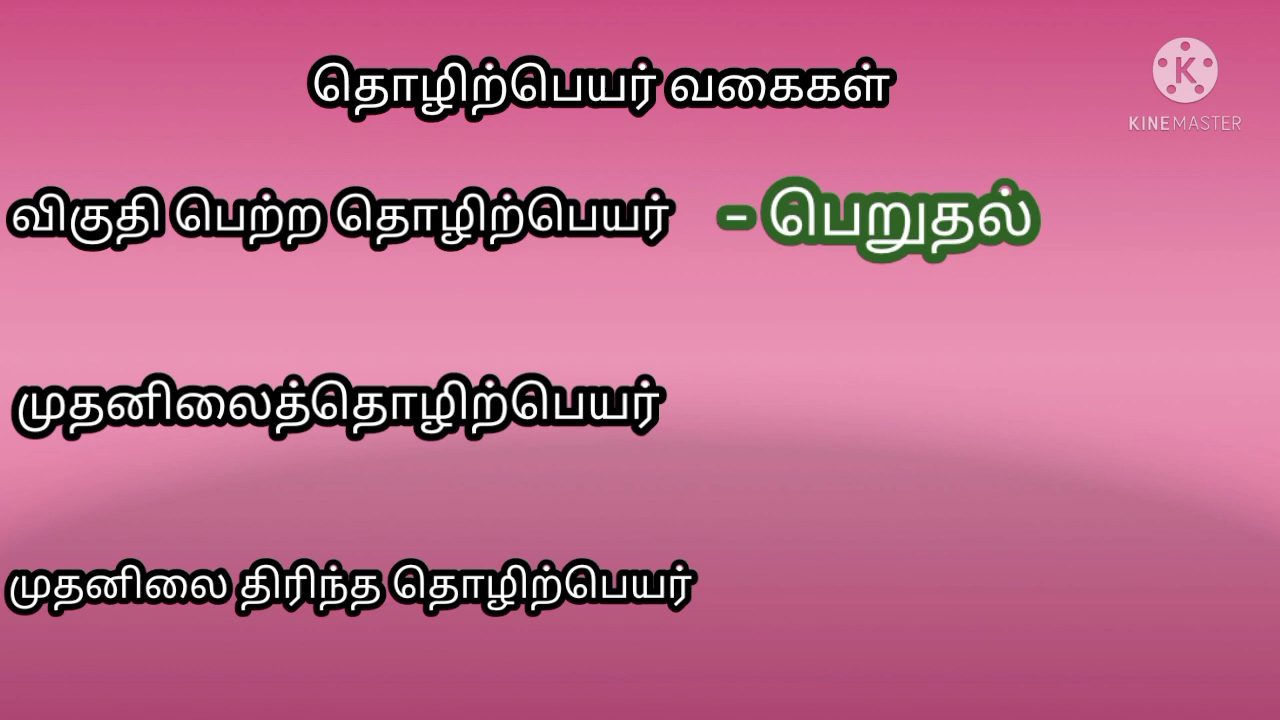 தொழிற்பெயர் வகைகள்
KINEMASTER
விகுதி பெற்ற தொழிற்பெயர் - பெறுதல்
முதனிலைத்தொழிற்பெயர்
முதனிலை திரிந்த தொழிற்பெயர்